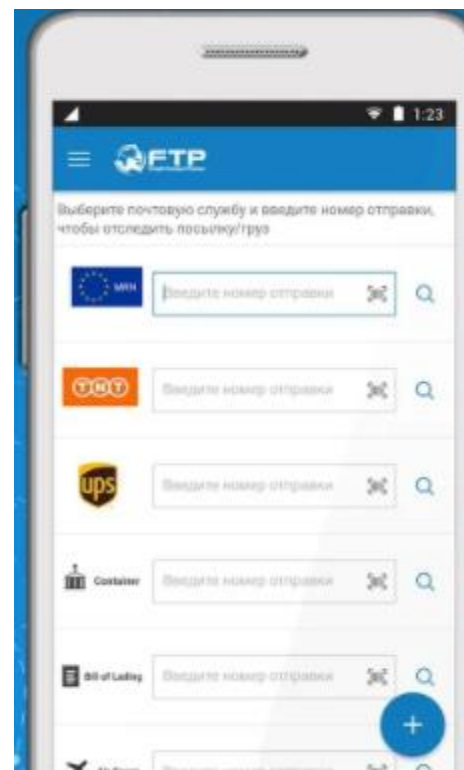 1:23
FTP
Выберите почтовую службу и введите номер отправки,
чтобы отследить посылку/груз
MRN
Введите номер отправки
TNT
Введите номер отправки
ups
Введите номер отправки
Container
Введите номер отправки
Bill of Lading
Введите номер отправки